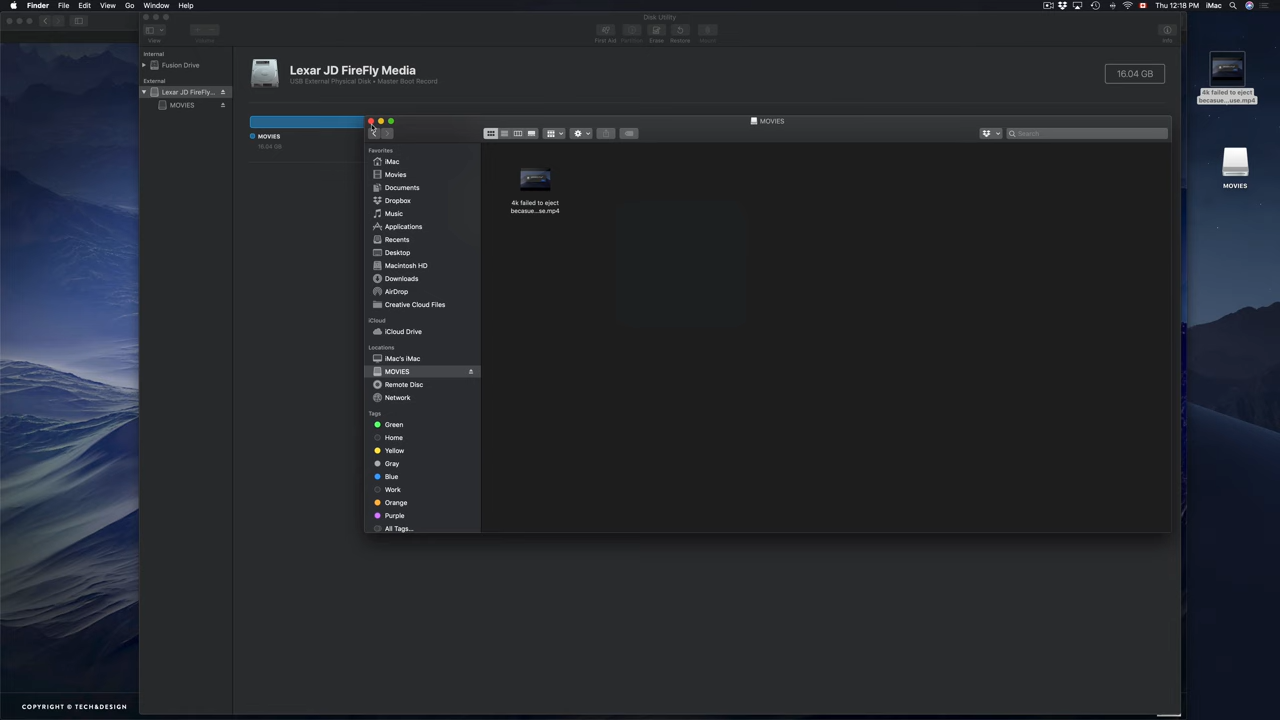 Finder File Edit View Go Window Help
Thu 12:18 PM iMac
Disk Utility
View
Volume
First Aid Partition Erase Restore Mount
Info
Internal
Fusion Drive
External
Lexar JD FireFly...
MOVIES
Lexar JD FireFly Media
USB External Physical Disk • Master Boot Record
16.04 GB
MOVIES
16.04 GB
MOVIES
Search
Favorites
iMac
Movies
Documents
Dropbox
Music
Applications
Recents
Desktop
Macintosh HD
Downloads
AirDrop
Creative Cloud Files
iCloud
iCloud Drive
Locations
iMac's iMac
MOVIES
Remote Disc
Network
Tags
Green
Home
Yellow
Gray
Blue
Work
Orange
Purple
All Tags...
4k failed to eject
becasue...se.mp4
4k failed to eject
becasue...use.mp4
MOVIES
COPYRIGHT © TECH&DESIGN